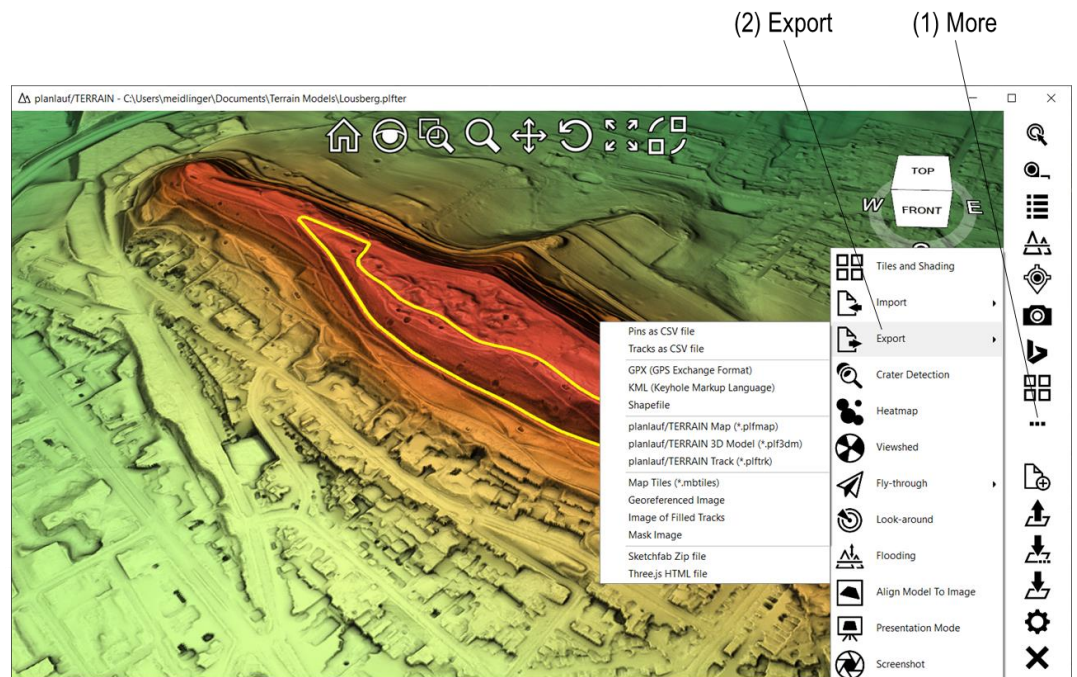 (2) Export
(1) More
planlauf/TERRAIN - C:\Users\meidlinger\Documents\Terrain Models\Lousberg.plfter
TOP
W
FRONT
E
Tiles and Shading
Import
Export
Crater Detection
Heatmap
Viewshed
Fly-through
Look-around
Flooding
Align Model To Image
Presentation Mode
Screenshot
Pins as CSV file
Tracks as CSV file
GPX (GPS Exchange Format)
KML (Keyhole Markup Language)
Shapefile
planlauf/TERRAIN Map (*.plfmap)
planlauf/TERRAIN 3D Model (*.plf3dm)
planlauf/TERRAIN Track (*.plftrk)
Map Tiles (*.mbtiles)
Georeferenced Image
Image of Filled Tracks
Mask Image
Sketchfab Zip file
Three.js HTML file